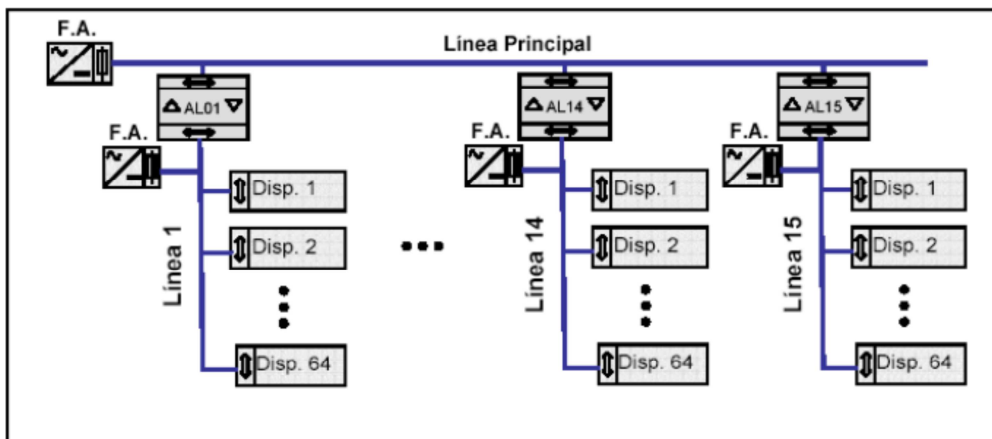 F.A.
Línea Principal
AL01
AL14
AL15
F.A.
F.A.
F.A.
Línea 1
Disp. 1
Disp. 2
Disp. 64
Línea 14
Disp. 1
Disp. 2
Disp. 64
Línea 15
Disp. 1
Disp. 2
Disp. 64